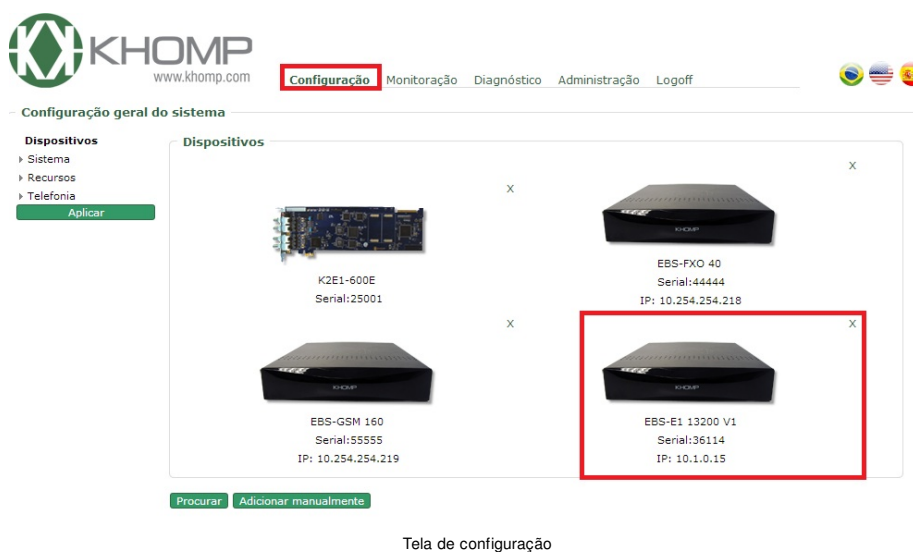 KHOMP
www.khomp.com
Configuração Monitoração Diagnóstico Administração Logoff
Configuração geral do sistema
Dispositivos
Sistema
Recursos
Telefonia
Aplicar
Dispositivos
X
K2E1-600E
Serial:25001
X
KHOMP
EBS-FXO 40
Serial:44444
IP: 10.254.254.218
X
KHOMP
EBS-GSM 160
Serial:55555
IP: 10.254.254.219
X
KHOMP
EBS-E1 13200 V1
Serial:36114
IP: 10.1.0.15
Procurar Adicionar manualmente
Tela de configuração